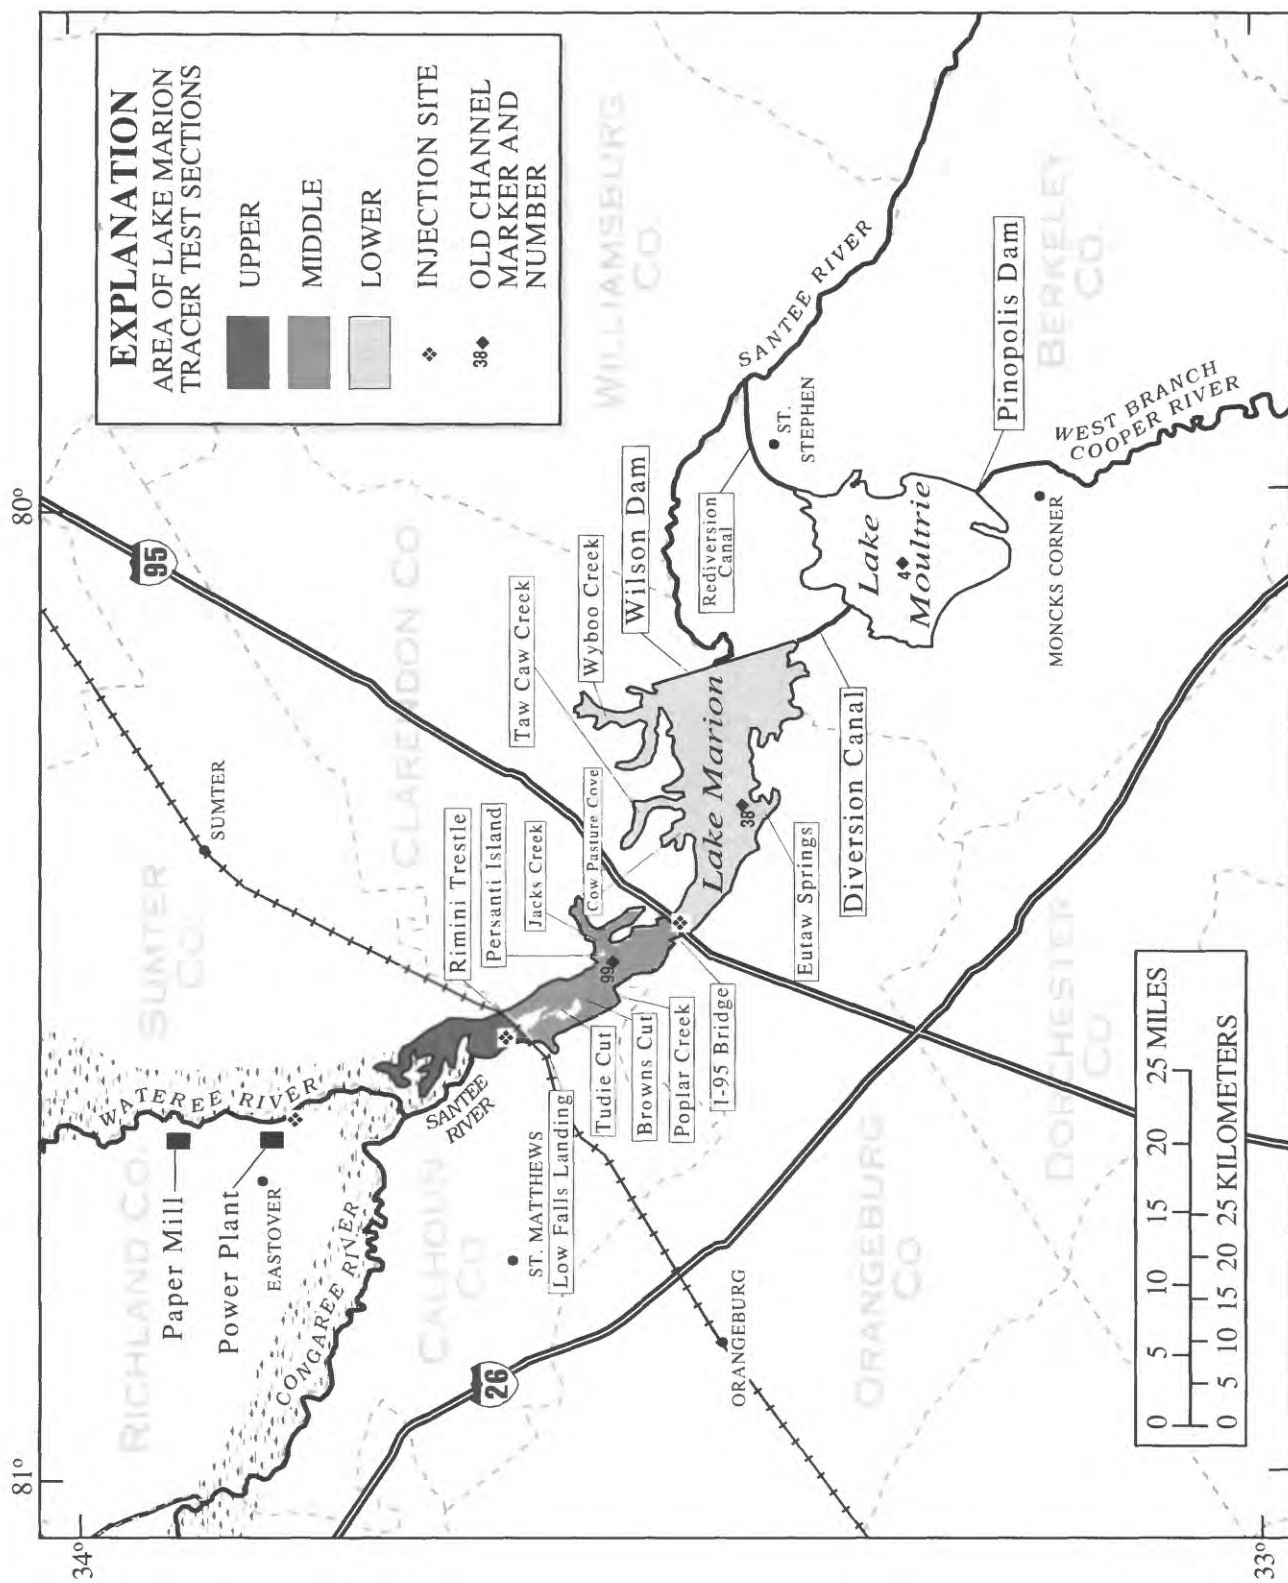 EXPLANATION
AREA OF LAKE MARION
TRACER TEST SECTIONS
UPPER
MIDDLE
LOWER
INJECTION SITE
38
OLD CHANNEL
MARKER AND
NUMBER
81°
80°
34°
33°
RICHLAND CO.
SUMTER
CO.
CLARENDON CO
WILLIAMSBURG
CO.
CALHOUN
CO
ORANGEBURG
CO
DORCHESTER
CO
BERKELEY
CO.
95
26
WATEREE RIVER
Paper Mill
Power Plant
EASTOVER
CONGAREE RIVER
SANTEE
RIVER
SUMTER
ST. MATTHEWS
ORANGEBURG
Low Falls Landing
Tudie Cut
Browns Cut
Poplar Creek
I-95 Bridge
Rimini Trestle
Persanti Island
Jacks Creek
Cow Pasture Cove
Taw Caw Creek
Wyboo Creek
Wilson Dam
99
Lake Marion
38
Eutaw Springs
Diversion Canal
Rediversion
Canal
ST.
STEPHEN
SANTEE RIVER
Lake
Moultrie
4
Pinopolis Dam
MONCKS CORNER
WEST BRANCH
COOPER RIVER
0 5 10 15 20 25 MILES
0 5 10 15 20 25 KILOMETERS